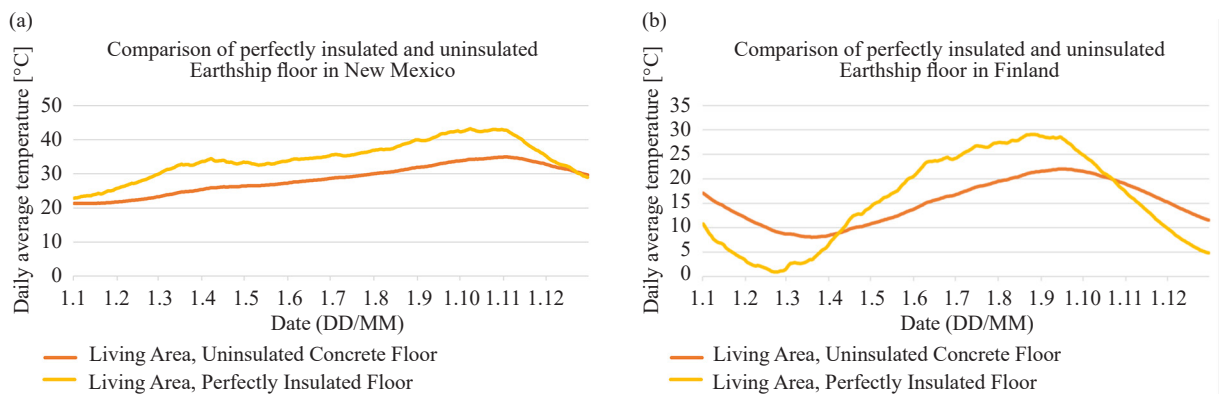 (a)
Comparison of perfectly insulated and uninsulated
Earthship floor in New Mexico
Daily average temperature [°C]
50
40
30
20
10
0
1.1 1.2 1.3 1.4 1.5 1.6 1.7 1.8 1.9 1.10 1.11 1.12
Date (DD/MM)
Living Area, Uninsulated Concrete Floor
Living Area, Perfectly Insulated Floor
(b)
Comparison of perfectly insulated and uninsulated
Earthship floor in Finland
Daily average temperature [°C]
35
30
25
20
15
10
5
0
1.1 1.2 1.3 1.4 1.5 1.6 1.7 1.8 1.9 1.10 1.11 1.12
Date (DD/MM)
Living Area, Uninsulated Concrete Floor
Living Area, Perfectly Insulated Floor